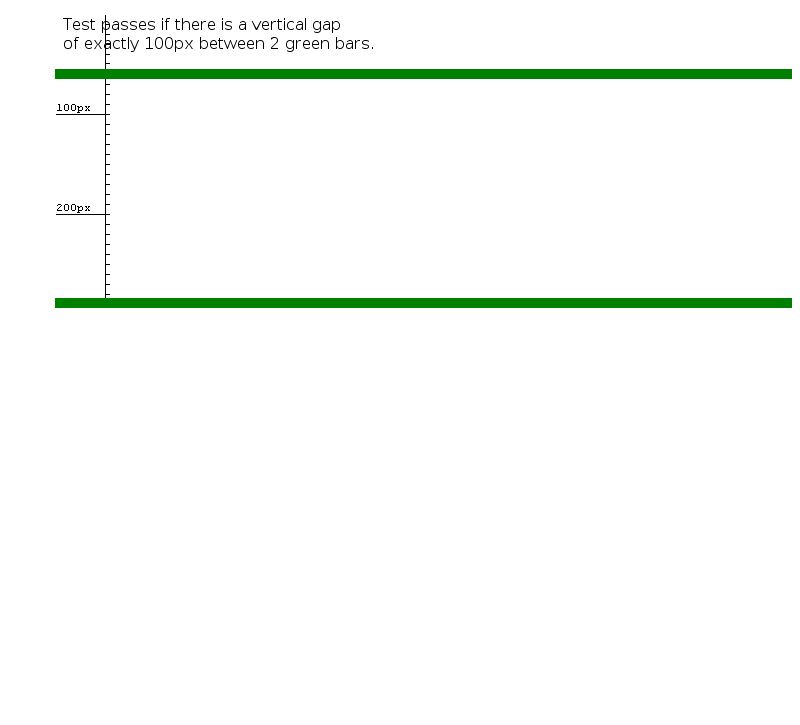 Test passes if there is a vertical gap
of exactly 100px between 2 green bars.
100px
200px